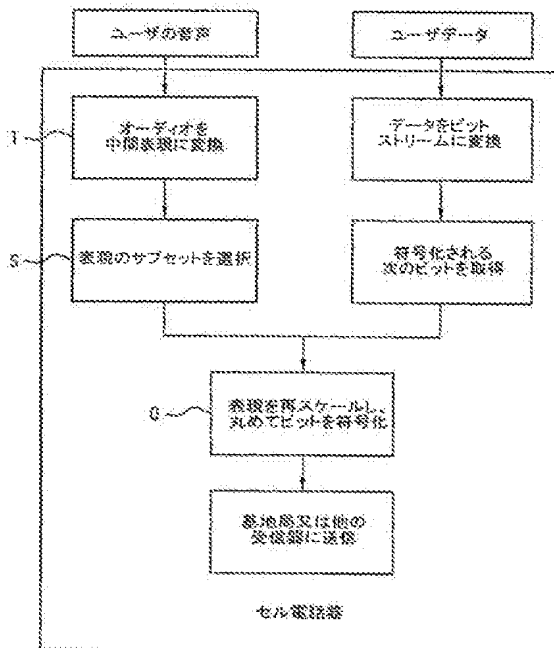 ユーザの音声
ユーザデータ
T
オーディオを
中間表現に変換
データをビット
ストリームに変換
S
表現のサブセットを選択
符号化される
次のビットを取得
Q
表現を再スケールし、
丸めてビットを符号化
基地局又は他の
受信器に送信
セル電話器